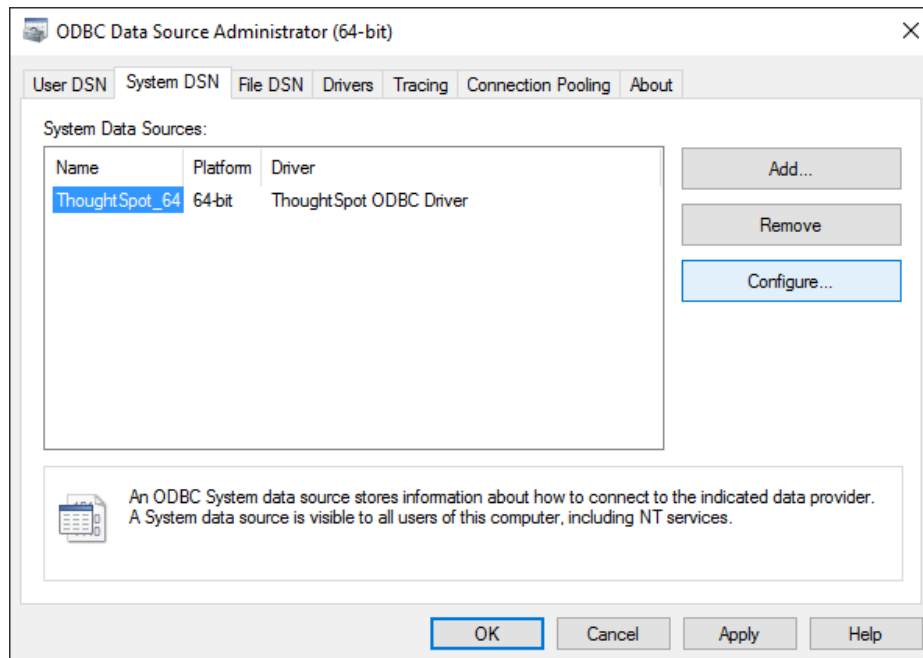 ODBC Data Source Administrator (64-bit)
User DSN System DSN File DSN Drivers Tracing Connection Pooling About
System Data Sources:
Name Platform Driver
ThoughtSpot_64 64-bit ThoughtSpot ODBC Driver
Add...
Remove
Configure...
An ODBC System data source stores information about how to connect to the indicated data provider.
A System data source is visible to all users of this computer, including NT services.
OK Cancel Apply Help